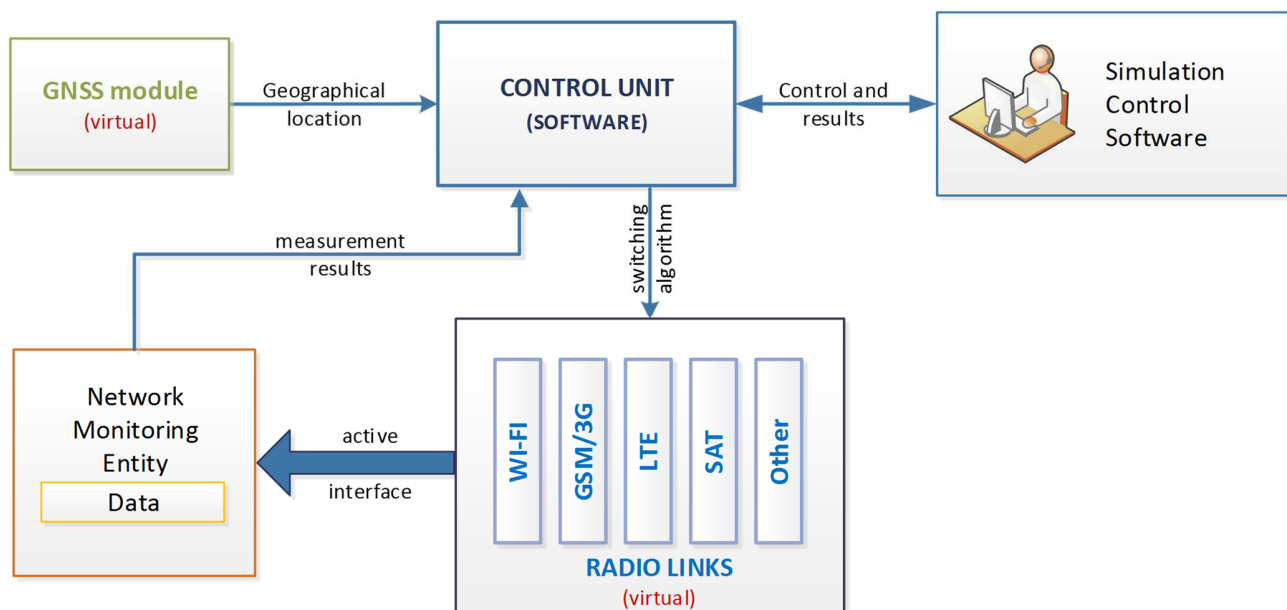 GNSS module
(virtual)
Geographical
location
CONTROL UNIT
(SOFTWARE)
Control and
results
Simulation
Control
Software
measurement
results
switching
algorithm
Network
Monitoring
Entity
Data
active
interface
WI-FI
GSM/3G
LTE
SAT
Other
RADIO LINKS
(virtual)